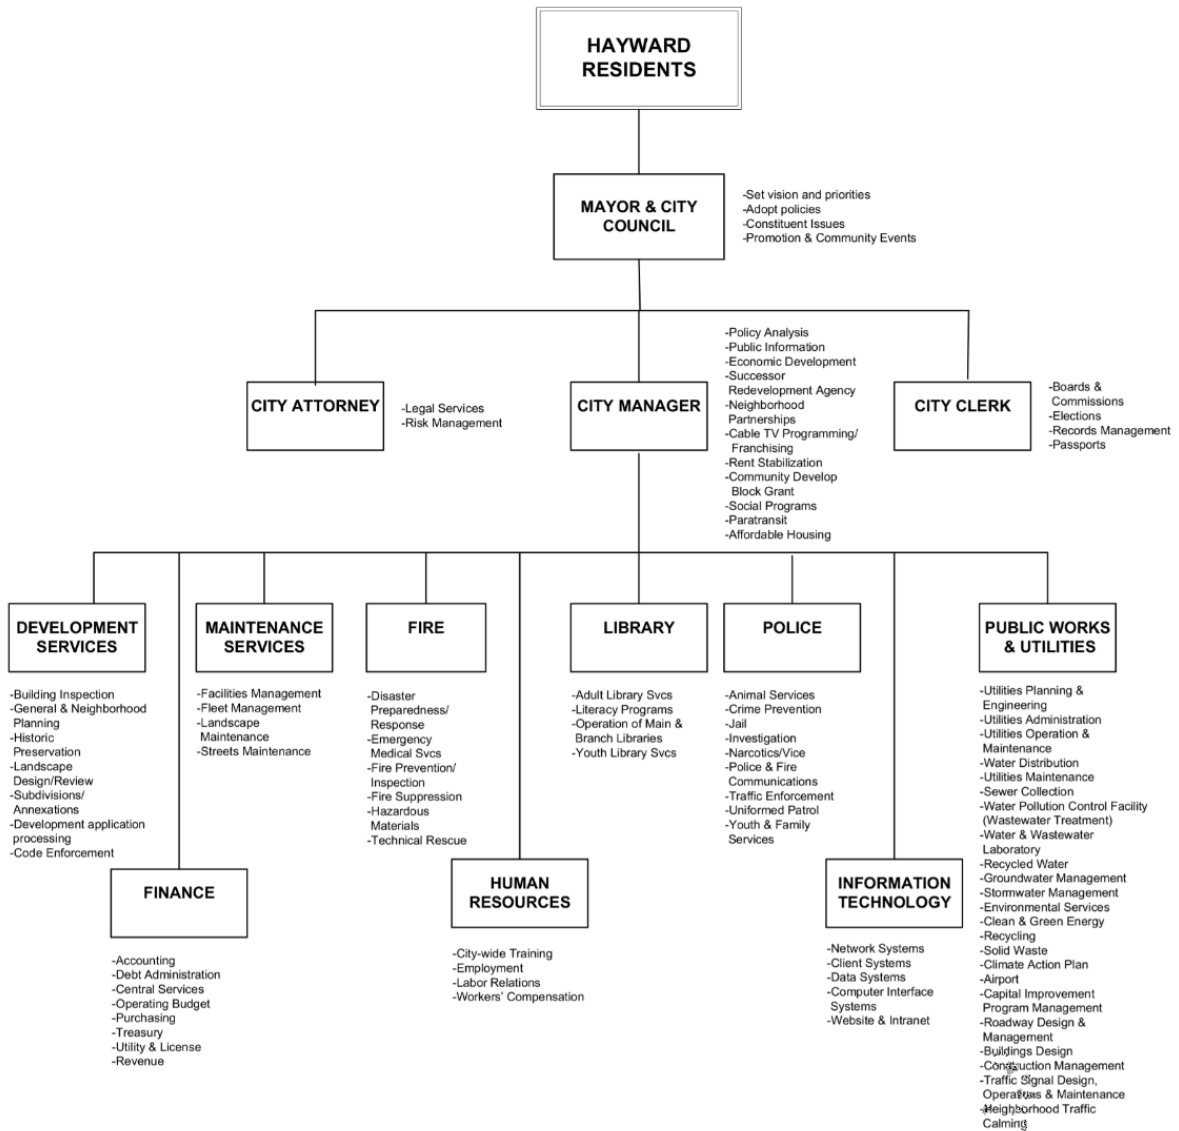 HAYWARD
RESIDENTS
MAYOR & CITY
COUNCIL
-Set vision and priorities
-Adopt policies
-Constituent Issues
-Promotion & Community Events
CITY ATTORNEY
-Legal Services
-Risk Management
CITY MANAGER
-Policy Analysis
-Public Information
-Economic Development
-Successor
Redevelopment Agency
-Neighborhood
Partnerships
-Cable TV Programming/
Franchising
-Rent Stabilization
-Community Develop
Block Grant
-Social Programs
-Paratransit
-Affordable Housing
CITY CLERK
-Boards &
Commissions
-Elections
-Records Management
-Passports
DEVELOPMENT
SERVICES
-Building Inspection
-General & Neighborhood
Planning
-Historic
Preservation
-Landscape
Design/Review
-Subdivisions/
Annexations
-Development application
processing
-Code Enforcement
MAINTENANCE
SERVICES
-Facilities Management
-Fleet Management
-Landscape
Maintenance
-Streets Maintenance
FIRE
-Disaster
Preparedness/
Response
-Emergency
Medical Svcs
-Fire Prevention/
Inspection
-Fire Suppression
-Hazardous
Materials
-Technical Rescue
LIBRARY
-Adult Library Svcs
-Literacy Programs
-Operation of Main &
Branch Libraries
-Youth Library Svcs
POLICE
-Animal Services
-Crime Prevention
-Jail
-Investigation
-Narcotics/Vice
-Police & Fire
Communications
-Traffic Enforcement
-Uniformed Patrol
-Youth & Family
Services
PUBLIC WORKS
& UTILITIES
-Utilities Planning &
Engineering
-Utilities Administration
-Utilities Operation &
Maintenance
-Water Distribution
-Utilities Maintenance
-Sewer Collection
-Water Pollution Control Facility
(Wastewater Treatment)
-Water & Wastewater
Laboratory
-Recycled Water
-Groundwater Management
-Stormwater Management
-Environmental Services
-Clean & Green Energy
-Recycling
-Solid Waste
-Climate Action Plan
-Airport
-Capital Improvement
Program Management
-Roadway Design &
Management
-Buildings Design
-Construction Management
-Traffic Signal Design,
Operations & Maintenance
-Neighborhood Traffic
Calming
FINANCE
-Accounting
-Debt Administration
-Central Services
-Operating Budget
-Purchasing
-Treasury
-Utility & License
-Revenue
HUMAN
RESOURCES
-City-wide Training
-Employment
-Labor Relations
-Workers' Compensation
INFORMATION
TECHNOLOGY
-Network Systems
-Client Systems
-Data Systems
-Computer Interface
Systems
-Website & Intranet